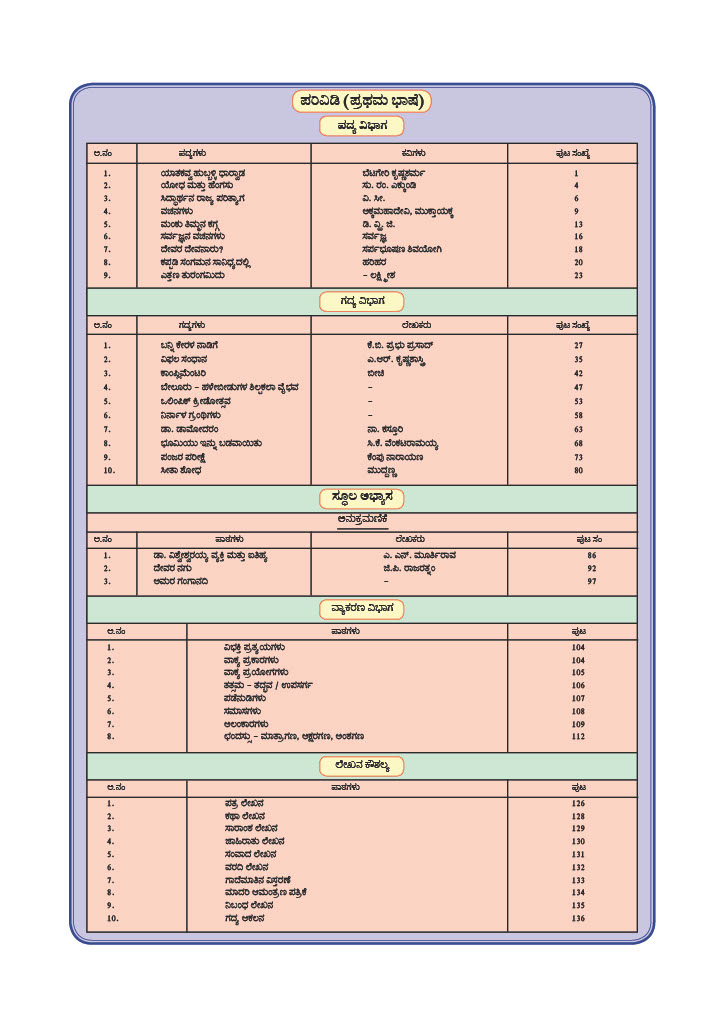 ಪರಿವಿಡಿ (ಪ್ರಥಮ ಭಾಷೆ)
ಪದ್ಯ ವಿಭಾಗ
ಅ.ನಂ ಪದ್ಯಗಳು ಕವಿಗಳು ಪುಟ ಸಂಖ್ಯೆ
1. ಯಾತಕವ್ವ ಹುಬ್ಬಳ್ಳಿ ಧಾರ್‍ವಾಡ ಬೆಟಗೇರಿ ಕೃಷ್ಣಶರ್ಮ 1
2. ಯೋಧ ಮತ್ತು ಹೆಂಗಸು ಸು. ರಂ. ಎಕ್ಕುಂಡಿ 4
3. ಸಿದ್ಧಾರ್ಥನ ರಾಜ್ಯ ಪರಿತ್ಯಾಗ ವಿ. ಸೀ. 6
4. ವಚನಗಳು ಅಕ್ಕಮಹಾದೇವಿ, ಮುಕ್ತಾಯಕ್ಕ 9
5. ಮಂಕು ತಿಮ್ಮನ ಕಗ್ಗ ಡಿ. ವ್ಹಿ. ಜಿ. 13
6. ಸರ್ವಜ್ಞನ ವಚನಗಳು ಸರ್ವಜ್ಞ 16
7. ದೇವರ ದೇವನಾರು? ಸರ್ಪಭೂಷಣ ಶಿವಯೋಗಿ 18
8. ಕಪ್ಪಡಿ ಸಂಗಮನ ಸಾನಿಧ್ಯದಲ್ಲಿ ಹರಿಹರ 20
9. ಎತ್ತಣ ತುರಂಗಮಿದು – ಲಕ್ಷ್ಮೀಶ 23
ಗದ್ಯ ವಿಭಾಗ
ಅ.ನಂ ಗದ್ಯಗಳು ಲೇಖಕರು ಪುಟ ಸಂಖ್ಯೆ
1. ಬನ್ನಿ ಕೇರಳ ನಾಡಿಗೆ ಕೆ.ಬಿ. ಪ್ರಭು ಪ್ರಸಾದ್ 27
2. ವಿಫಲ ಸಂಧಾನ ಎ.ಆರ್. ಕೃಷ್ಣಶಾಸ್ತ್ರಿ 35
3. ಕಾಂಪ್ಲಿಮೆಂಟರಿ ಬೀಚಿ 42
4. ಬೇಲೂರು – ಹಳೇಬೀಡುಗಳ ಶಿಲ್ಪಕಲಾ ವೈಭವ – 47
5. ಒಲಿಂಪಿಕ್ ಕ್ರೀಡೋತ್ಸವ – 53
6. ನಿರ್ನಾಳ ಗ್ರಂಥಿಗಳು – 58
7. ಡಾ. ಡಾಮೋದರಂ ನಾ. ಕಸ್ತೂರಿ 63
8. ಭೂಮಿಯು ಇನ್ನು ಬಡವಾಯಿತು ಸಿ.ಕೆ. ವೆಂಕಟರಾಮಯ್ಯ 68
9. ಪಂಜರ ಪರೀಕ್ಷೆ ಕೆಂಪು ನಾರಾಯಣ 73
10. ಸೀತಾ ಶೋಧ ಮುದ್ದಣ್ಣ 80
ಸ್ಥೂಲ ಅಭ್ಯಾಸ
ಅನುಕ್ರಮಣಿಕೆ
ಅ.ನಂ ಪಾಠಗಳು ಲೇಖಕರು ಪುಟ ಸಂ
1. ಡಾ. ವಿಶ್ವೇಶ್ವರಯ್ಯ ವ್ಯಕ್ತಿ ಮತ್ತು ಐತಿಹ್ಯ ಎ. ಎನ್. ಮೂರ್ತಿರಾವ 86
2. ದೇವರ ನಗು ಜಿ.ಪಿ. ರಾಜರತ್ನಂ 92
3. ಅಮರ ಗಂಗಾನದಿ – 97
ವ್ಯಾಕರಣ ವಿಭಾಗ
ಅ.ನಂ ಪಾಠಗಳು ಪುಟ
1. ವಿಭಕ್ತಿ ಪ್ರತ್ಯಯಗಳು 104
2. ವಾಕ್ಯ ಪ್ರಕಾರಗಳು 104
3. ವಾಕ್ಯ ಪ್ರಯೋಗಗಳು 105
4. ತತ್ಸಮ – ತದ್ಭವ / ಉಪಸರ್ಗ 106
5. ಪಡೆನುಡಿಗಳು 107
6. ಸಮಾಸಗಳು 108
7. ಅಲಂಕಾರಗಳು 109
8. ಛಂದಸ್ಸು – ಮಾತ್ರಾಗಣ, ಅಕ್ಷರಗಣ, ಅಂಶಗಣ 112
ಲೇಖನ ಕೌಶಲ್ಯ
ಅ.ನಂ ಪಾಠಗಳು ಪುಟ
1. ಪತ್ರ ಲೇಖನ 126
2. ಕಥಾ ಲೇಖನ 128
3. ಸಾರಾಂಶ ಲೇಖನ 129
4. ಜಾಹಿರಾತು ಲೇಖನ 130
5. ಸಂವಾದ ಲೇಖನ 131
6. ವರದಿ ಲೇಖನ 132
7. ಗಾದೆಮಾತಿನ ವಿಸ್ತರಣೆ 133
8. ಮಾದರಿ ಆಮಂತ್ರಣ ಪತ್ರಿಕೆ 134
9. ನಿಬಂಧ ಲೇಖನ 135
10. ಗದ್ಯ ಆಕಲನ 136